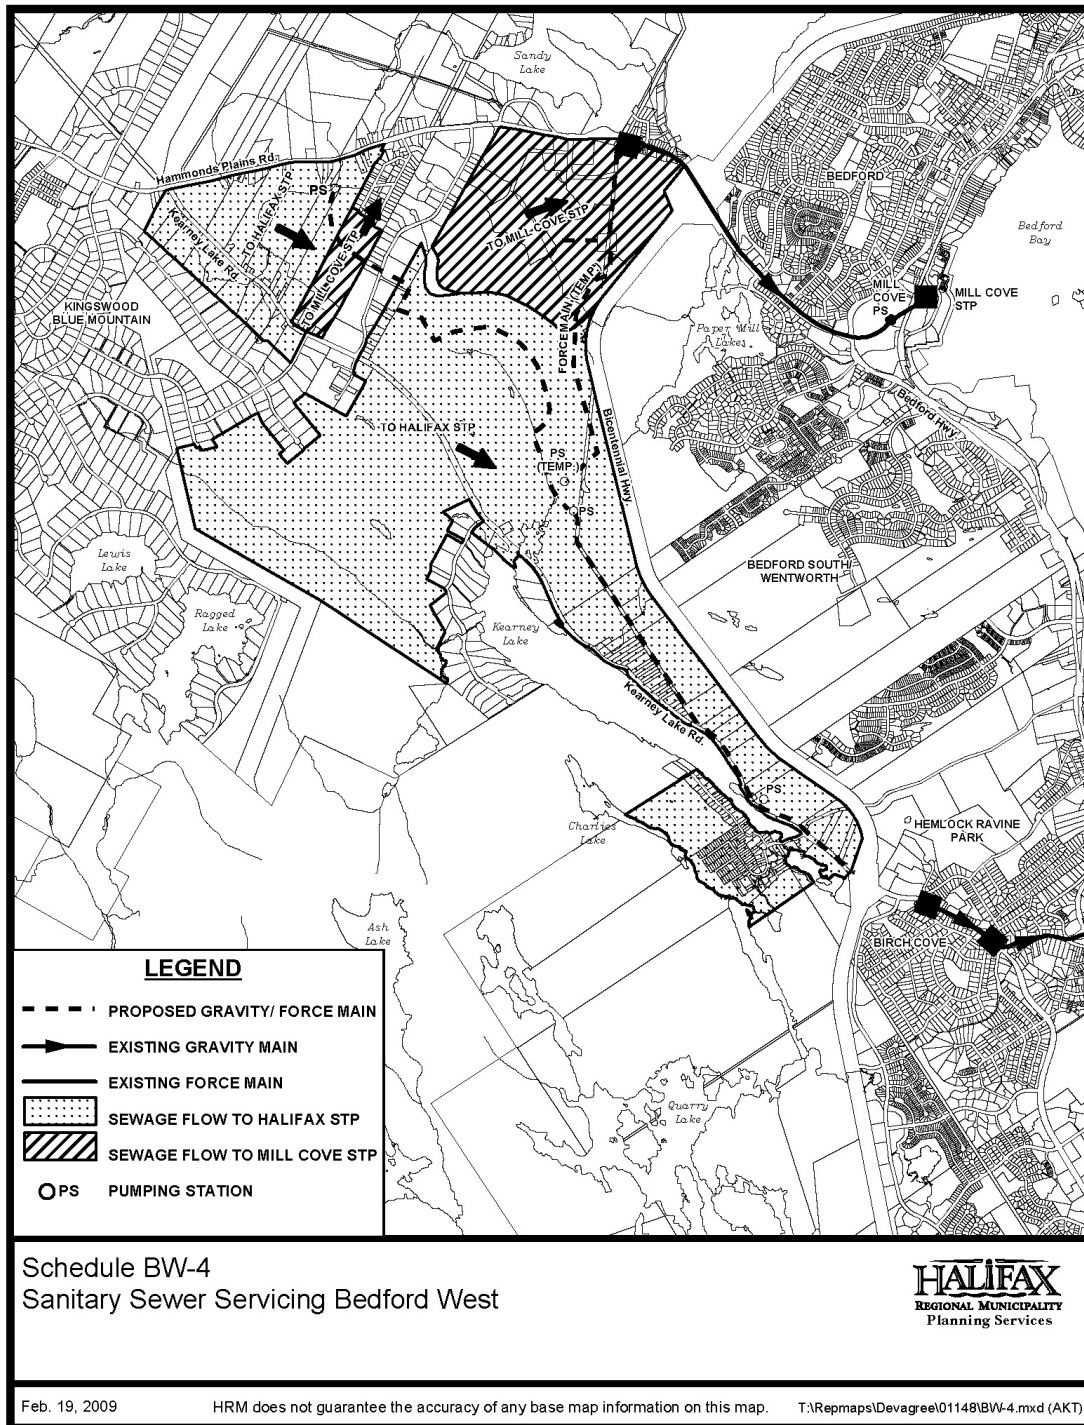 Sandy
Lake
Hammonds Plains Rd.
PS
TO HALIFAX STP
TO MILL COVE STP
Kearney Lake Rd.
TO MILL COVE STP
BEDFORD
Bedford
Bay
KINGSWOOD
BLUE MOUNTAIN
MILL
COVE
PS
MILL COVE
STP
FORCEMAIN (TEMP.)
Paper Mill
Lakes
Bedford Hwy.
TO HALIFAX STP
Bicentennial Hwy.
PS
(TEMP.)
PS
Lewis
Lake
BEDFORD SOUTH/
WENTWORTH
Ragged
Lake
Kearney
Lake
Kearney Lake Rd.
PS
Charlies
Lake
HEMLOCK RAVINE
PARK
Ash
Lake
BIRCH COVE
Quarry
Lake
LEGEND
PROPOSED GRAVITY/ FORCE MAIN
EXISTING GRAVITY MAIN
EXISTING FORCE MAIN
SEWAGE FLOW TO HALIFAX STP
SEWAGE FLOW TO MILL COVE STP
PS PUMPING STATION
Schedule BW-4
Sanitary Sewer Servicing Bedford West
HALIFAX
REGIONAL MUNICIPALITY
Planning Services
Feb. 19, 2009 HRM does not guarantee the accuracy of any base map information on this map. T:\Repmaps\Devagree\01148\BW-4.mxd (AKT)